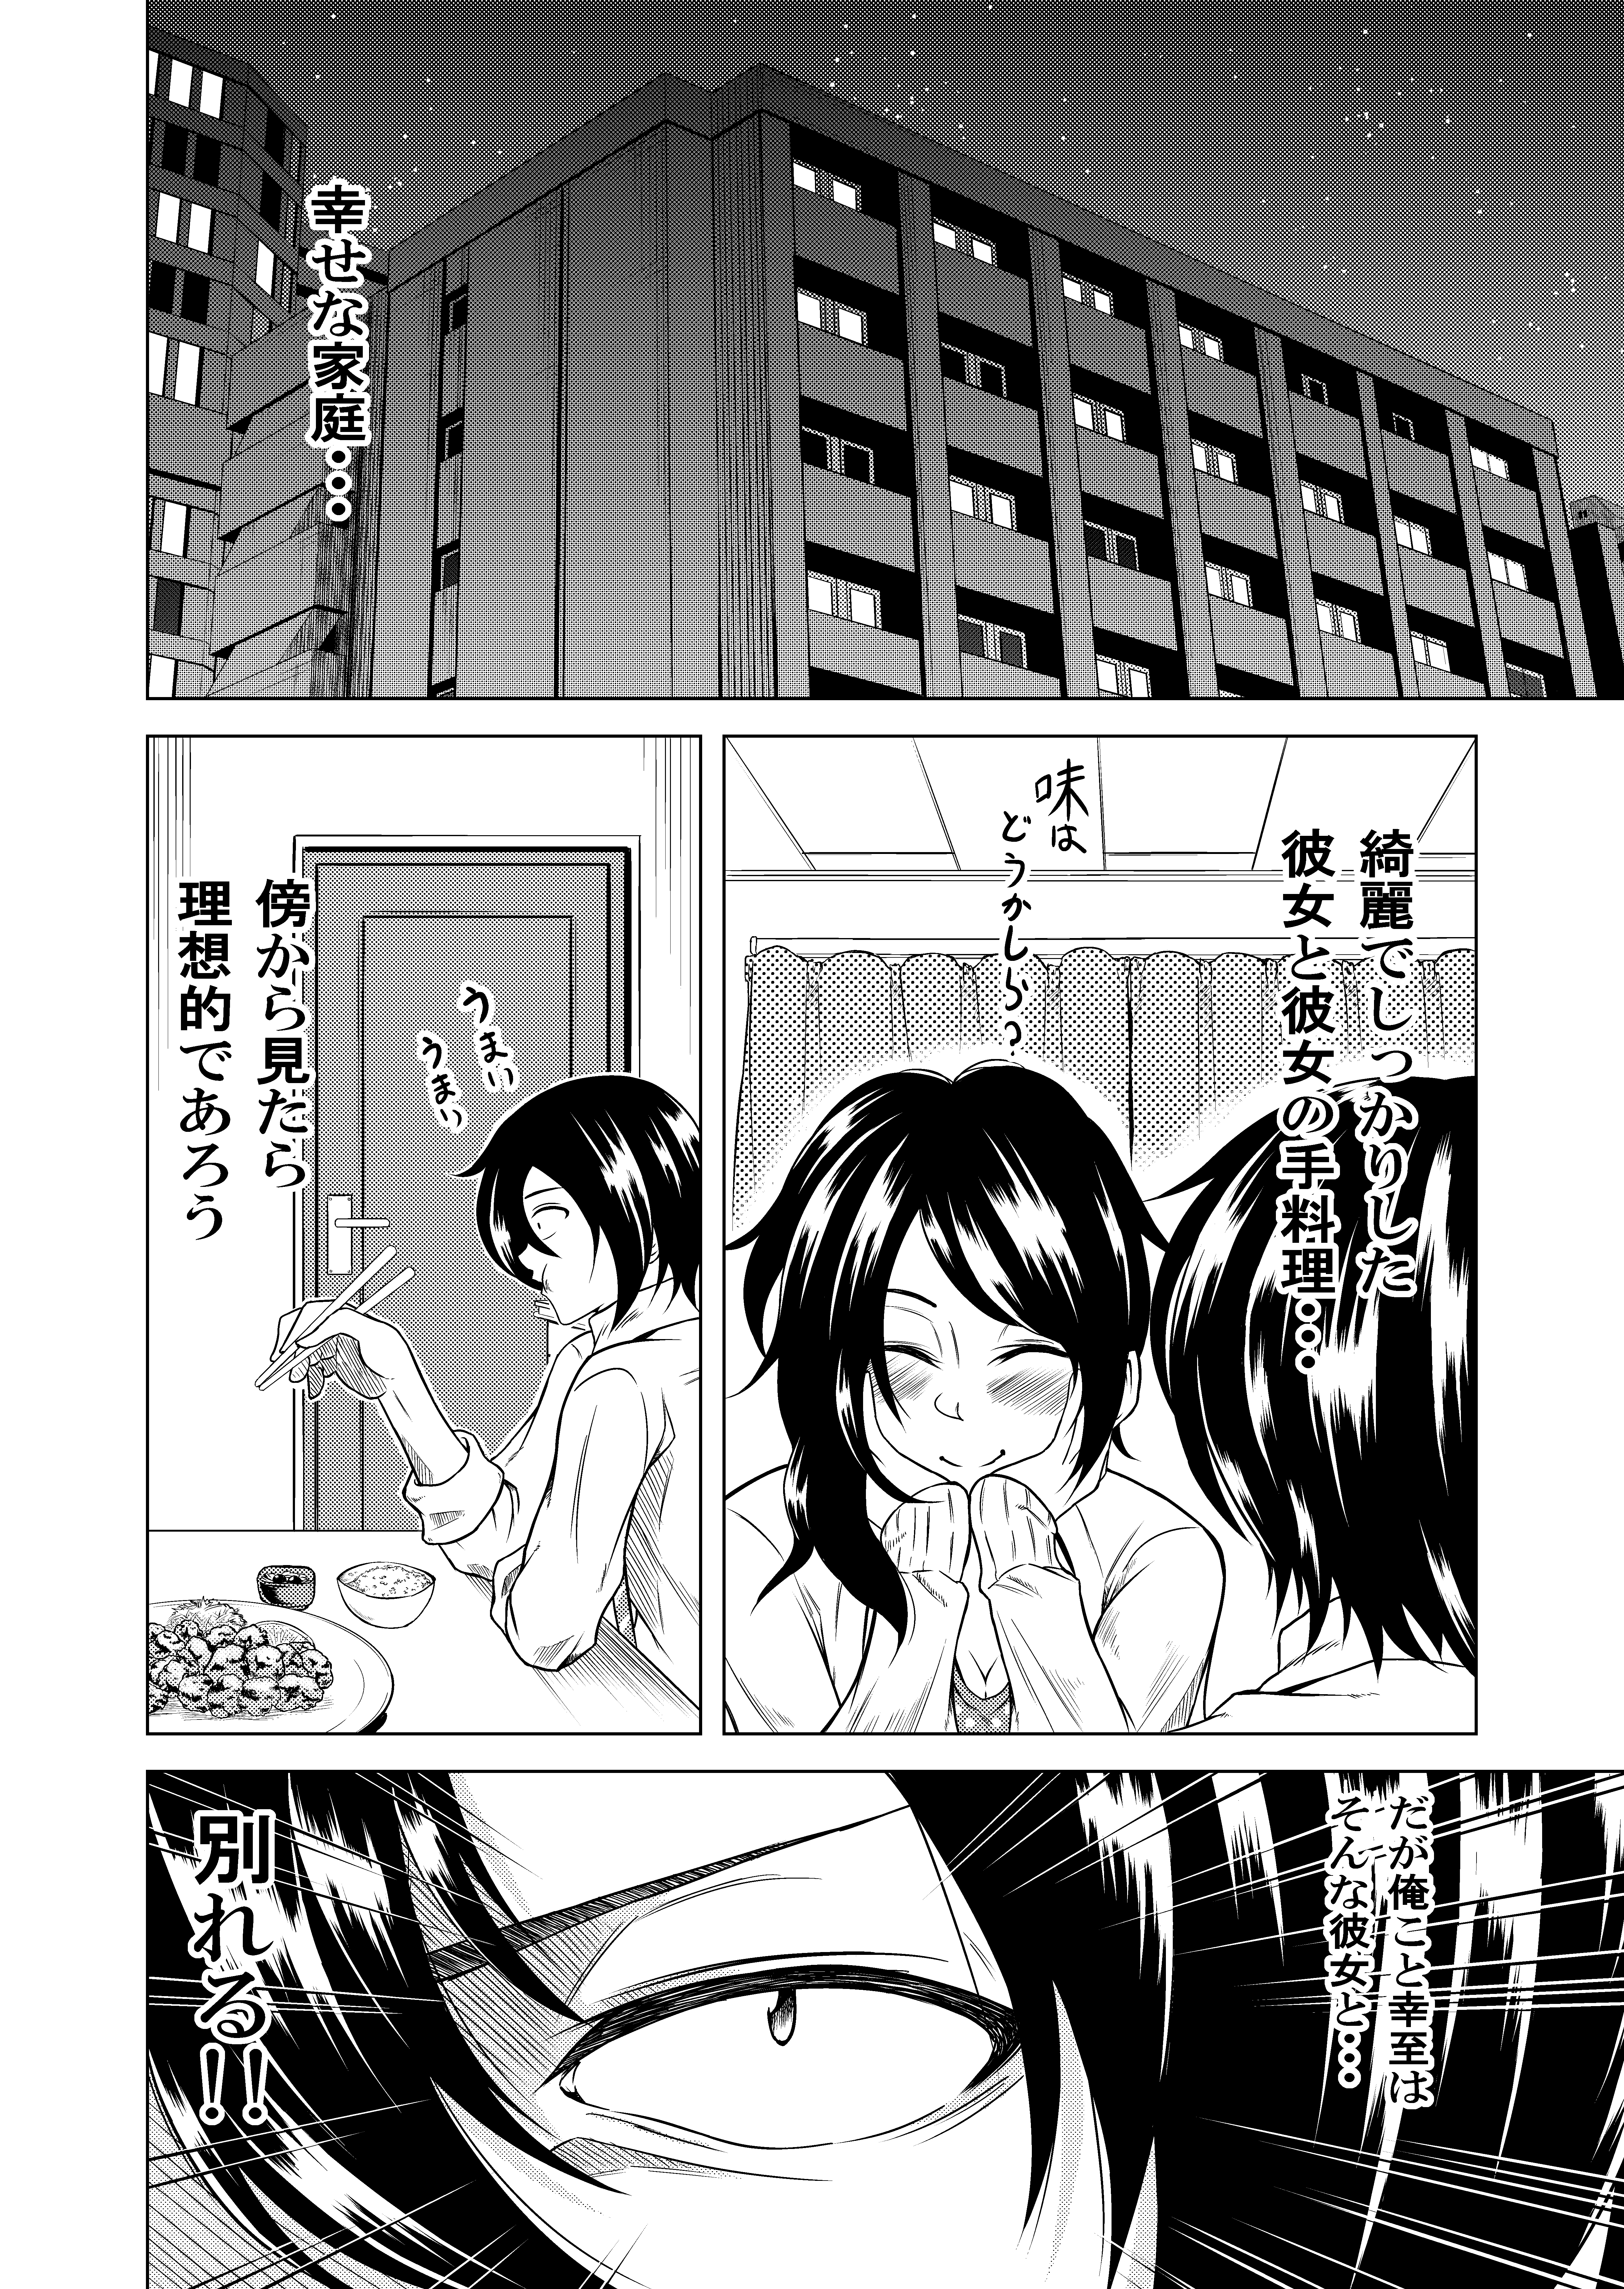 幸せな家庭・・・
綺麗でしっかりした
彼女と彼女の手料理・・・
味は
どうかしら？
うまい
うまい
傍から見たら
理想的であろう
だが俺こと幸至は
そんな彼女と・・・
別れる!!